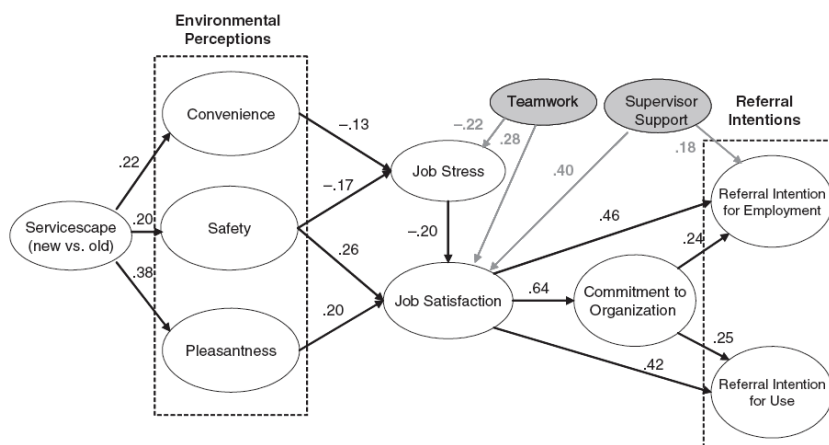 Environmental
Perceptions
Convenience
Safety
Pleasantness
Servicescape
(new vs. old)
.22
.20
.38
–.13
–.17
.26
.20
Job Stress
–.20
Job Satisfaction
Teamwork
–.22
.28
Supervisor
Support
.40
.18
Referral
Intentions
.46
.64
.42
Commitment to
Organization
.24
.25
Referral Intention
for Employment
Referral Intention
for Use